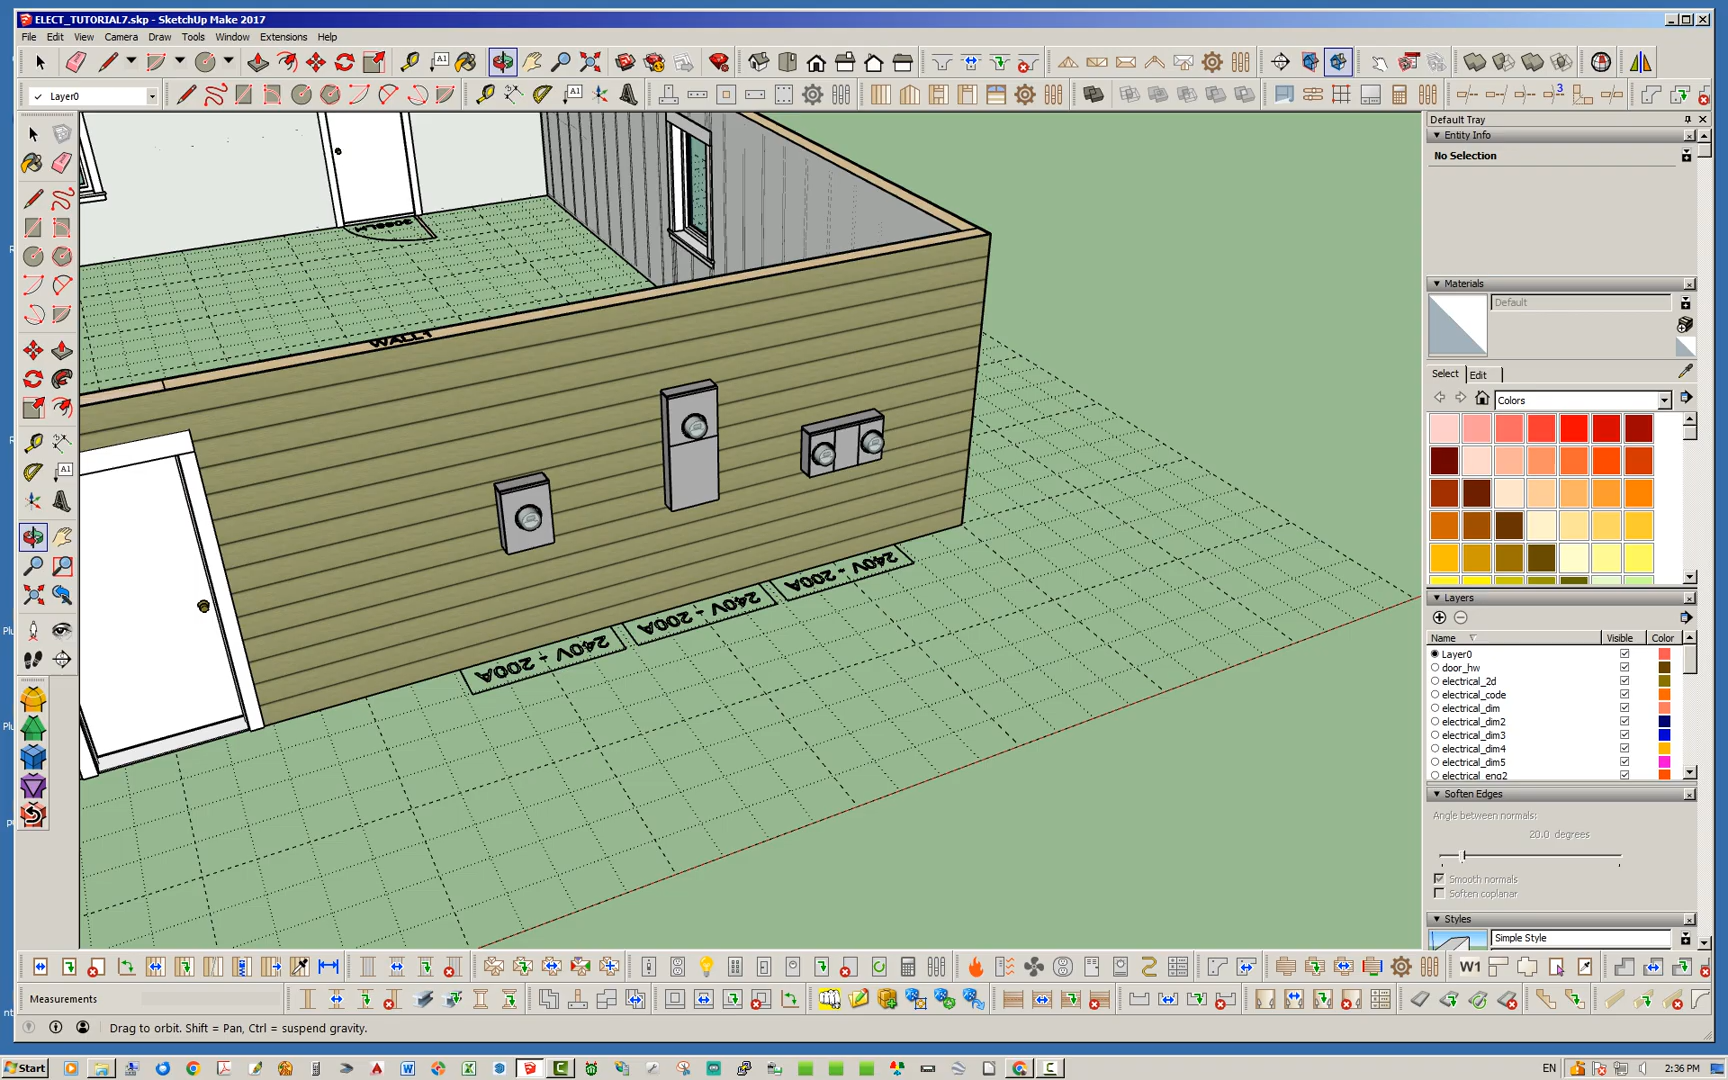 ELECT_TUTORIAL7.skp - SketchUp Make 2017
File Edit View Camera Draw Tools Window Extensions Help
Layer0
Default Tray
Entity Info
No Selection
WALL1
3068LH
240V - 200A
240V - 200A
240V - 200A
Materials
Default
Select Edit
Colors
Layers
Name Visible Color
Layer0
door_hw
electrical_2d
electrical_code
electrical_dim
electrical_dim2
electrical_dim3
electrical_dim4
electrical_dim5
electrical_eng2
Soften Edges
Angle between normals:
20.0 degrees
Smooth normals
Soften coplanar
Styles
Simple Style
W1
Measurements
Drag to orbit. Shift = Pan, Ctrl = suspend gravity.
Start
EN
2:36 PM